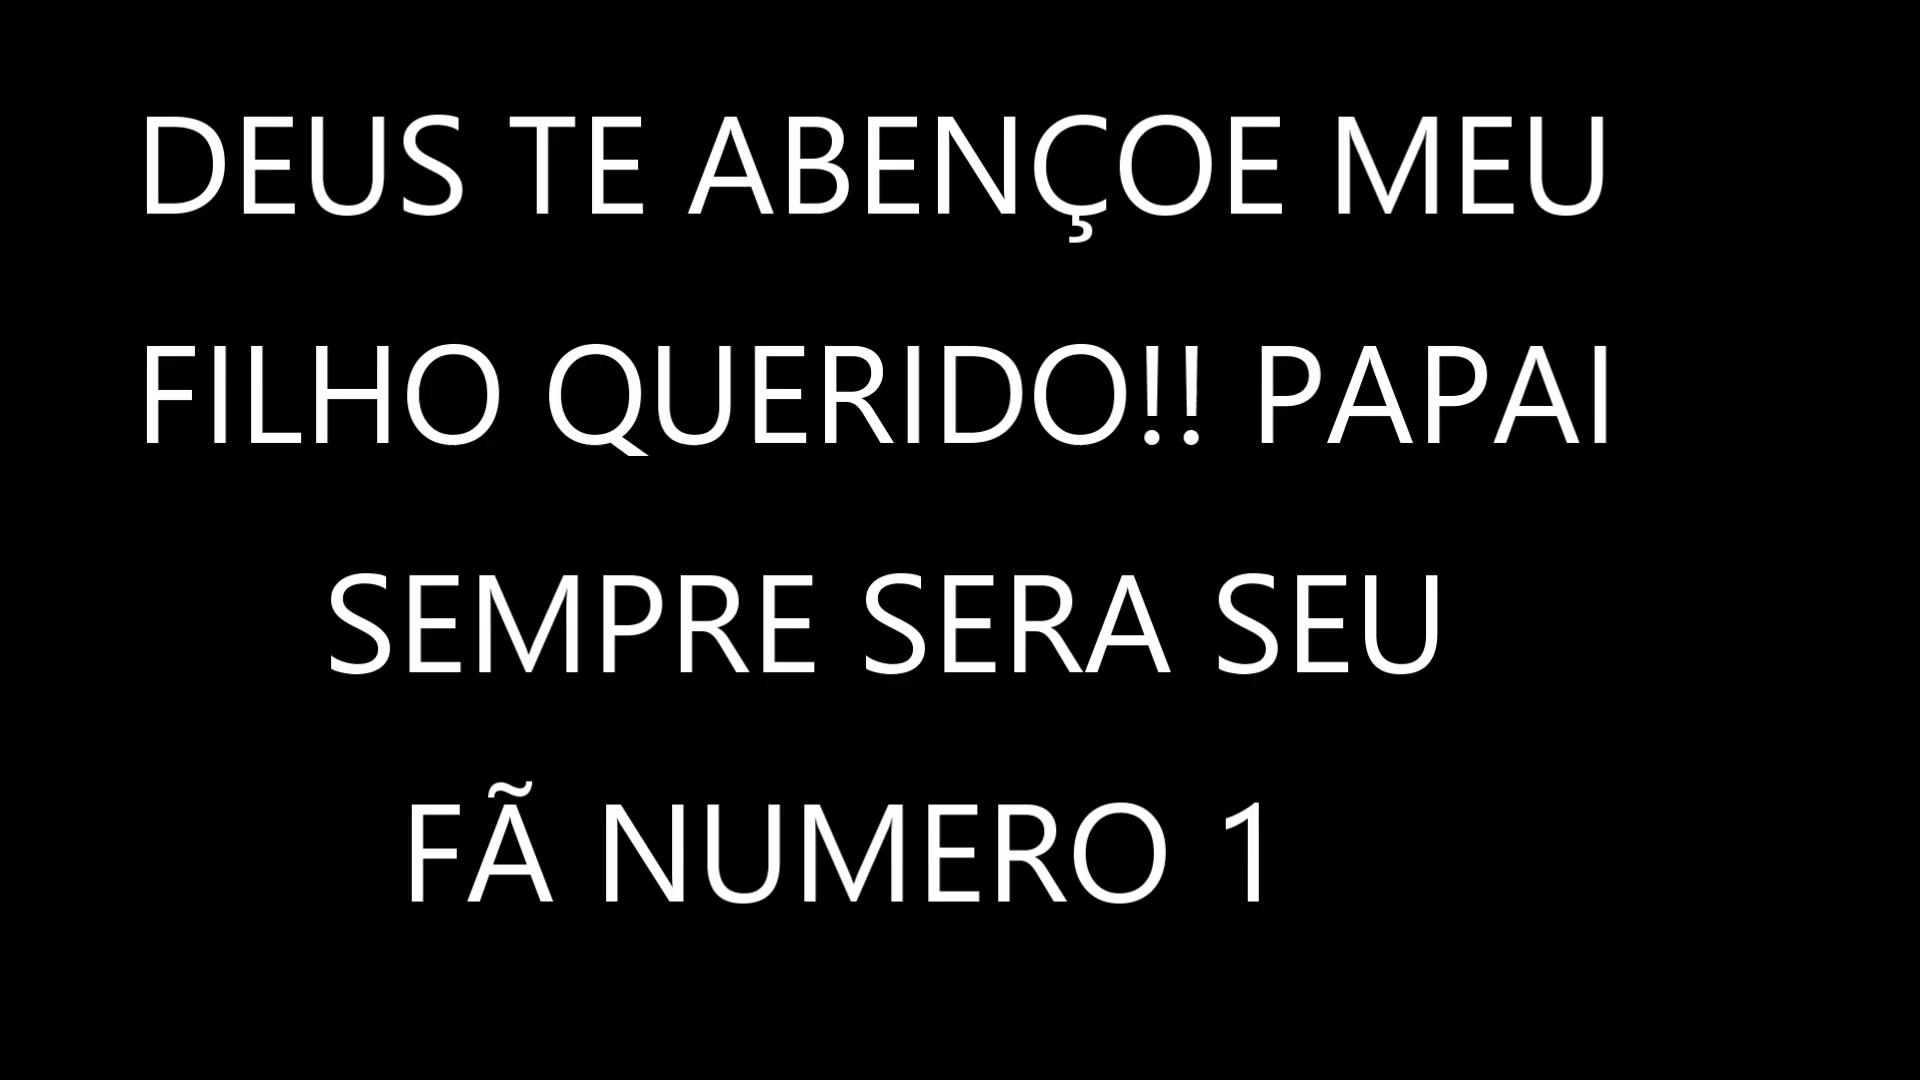 DEUS TE ABENÇOE MEU
FILHO QUERIDO!! PAPAI
SEMPRE SERA SEU
FÃ NUMERO 1